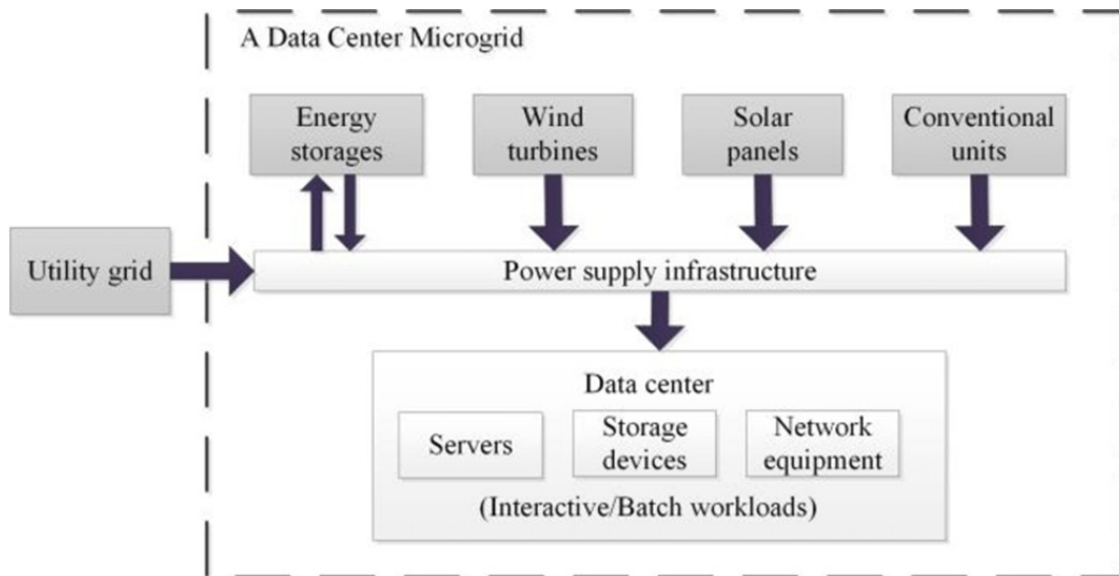 A Data Center Microgrid
Energy
storages
Wind
turbines
Solar
panels
Conventional
units
Utility grid
Power supply infrastructure
Data center
Servers
Storage
devices
Network
equipment
(Interactive/Batch workloads)